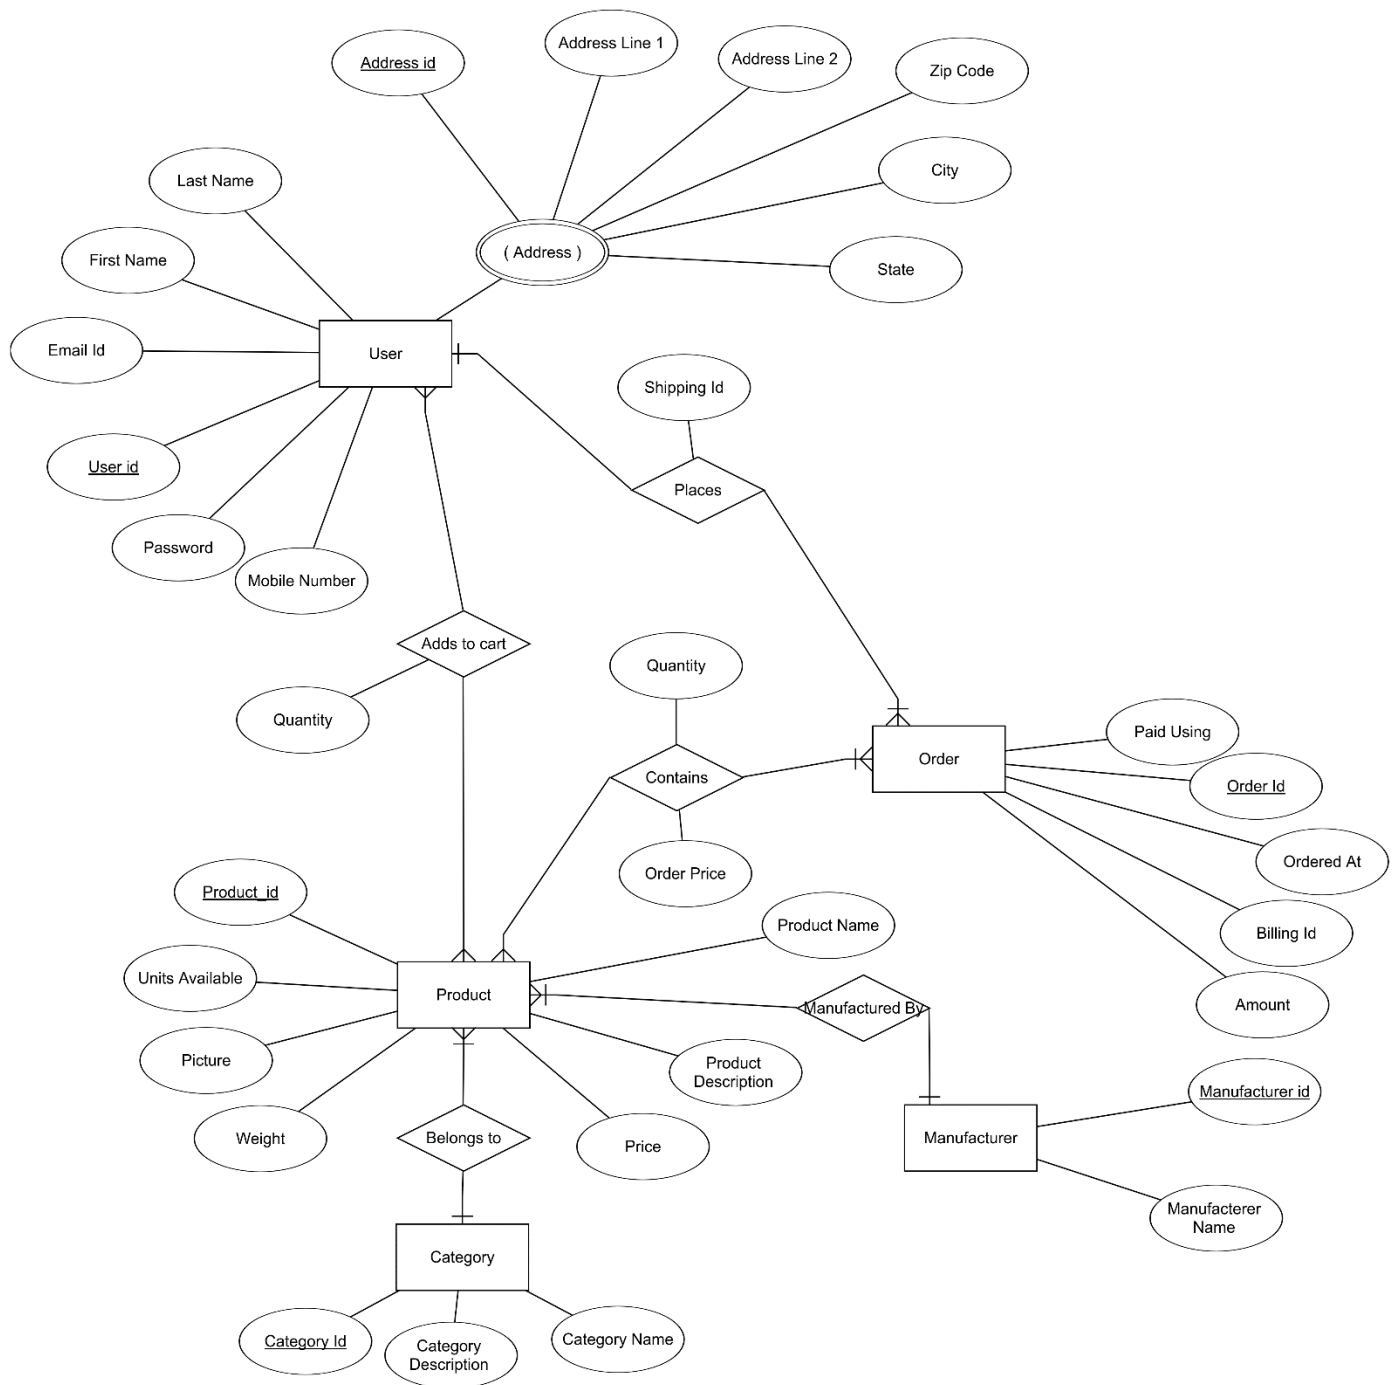 Address Line 1
Address Line 2
Address id
Zip Code
City
Last Name
( Address )
First Name
State
Email Id
User
Shipping Id
User id
Places
Password
Mobile Number
Adds to cart
Quantity
Quantity
Paid Using
Order
Contains
Order Id
Ordered At
Order Price
Product_id
Product Name
Billing Id
Units Available
Product
Manufactured By
Amount
Picture
Product
Description
Manufacturer id
Weight
Belongs to
Price
Manufacturer
Manufacterer
Name
Category
Category Id
Category
Description
Category Name